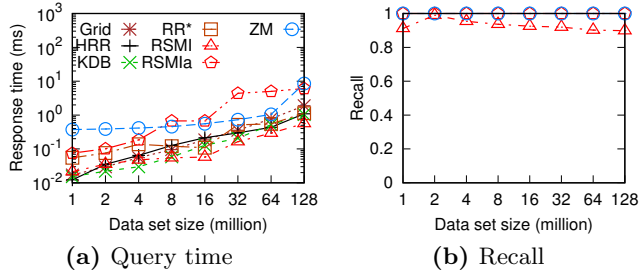 Grid RR* ZM
HRR RSMI
KDB RSMIa
Response time (ms)
10²
10¹
10⁰
10⁻¹
10⁻²
1 2 4 8 16 32 64 128
Data set size (million)
(a) Query time
Recall
1
0.8
0.6
0.4
0.2
0
1 2 4 8 16 32 64 128
Data set size (million)
(b) Recall